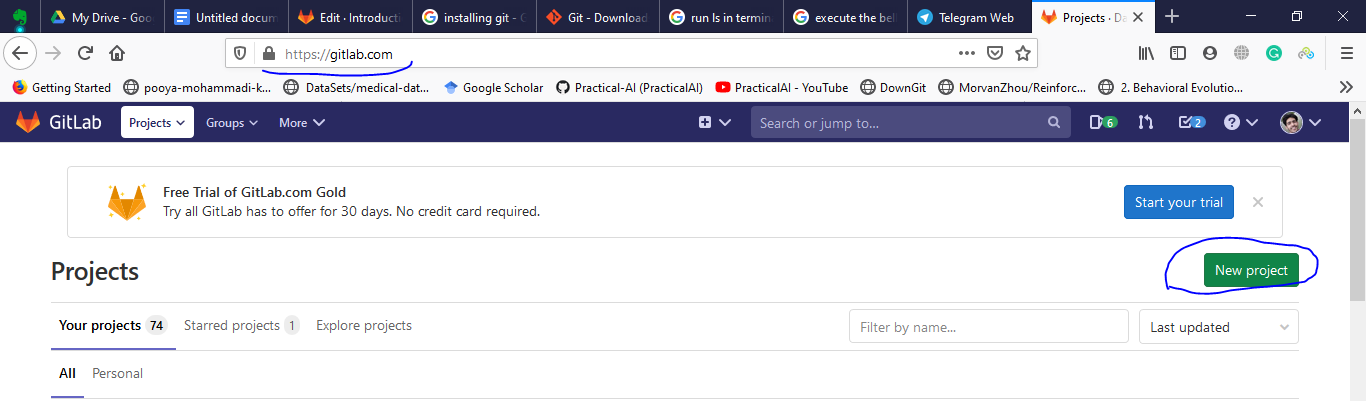 My Drive - Goo
Untitled docum
Edit · Introducti
installing git - G
Git - Download
run ls in termin
execute the bell
Telegram Web
Projects · Da
https://gitlab.com
Getting Started
pooya-mohammadi-k...
DataSets/medical-dat...
Google Scholar
Practical-AI (PracticalAI)
PracticalAI - YouTube
DownGit
MorvanZhou/Reinforc...
2. Behavioral Evolutio...
GitLab
Projects
Groups
More
Search or jump to...
6
2
Free Trial of GitLab.com Gold
Try all GitLab has to offer for 30 days. No credit card required.
Start your trial
Projects
New project
Your projects 74
Starred projects 1
Explore projects
Filter by name...
Last updated
All
Personal